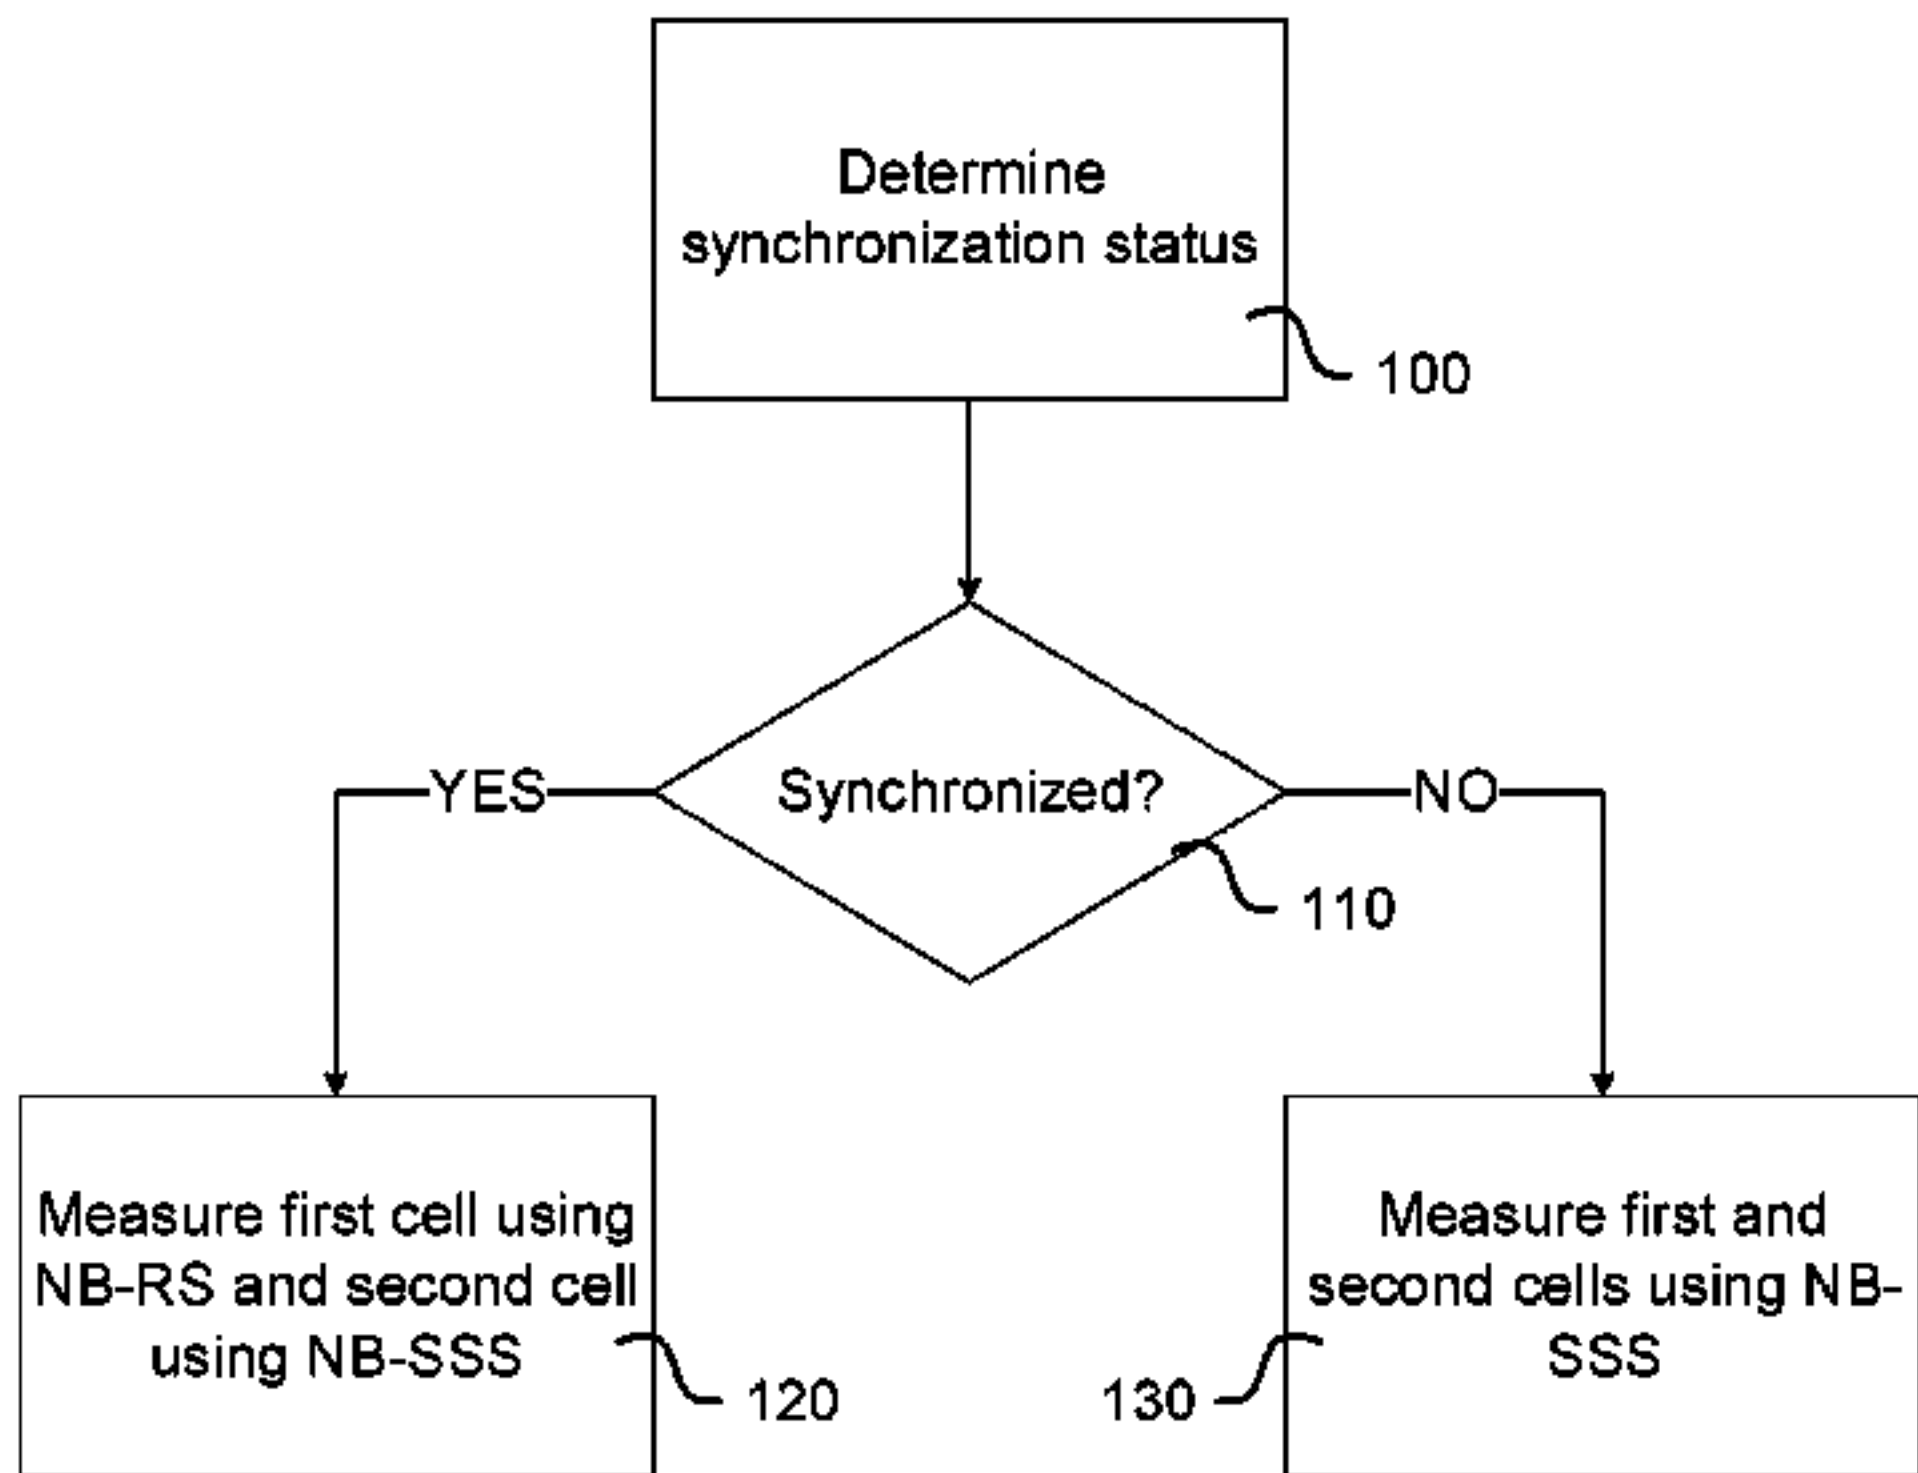 Determine
synchronization status
100
YES
Synchronized?
NO
110
Measure first cell using
NB-RS and second cell
using NB-SSS
120
Measure first and
second cells using NB-
SSS
130